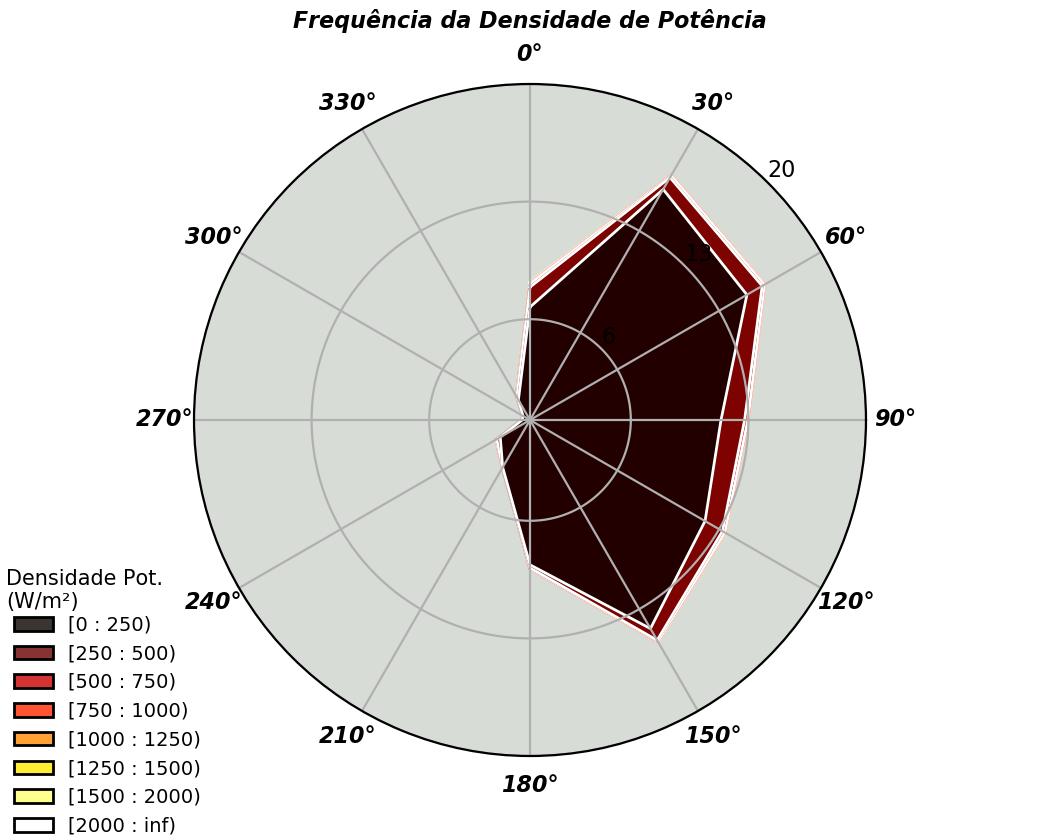 Frequência da Densidade de Potência
0°
30°
60°
90°
120°
150°
180°
210°
240°
270°
300°
330°
6
13
20
Densidade Pot.
(W/m²)
[0 : 250)
[250 : 500)
[500 : 750)
[750 : 1000)
[1000 : 1250)
[1250 : 1500)
[1500 : 2000)
[2000 : inf)